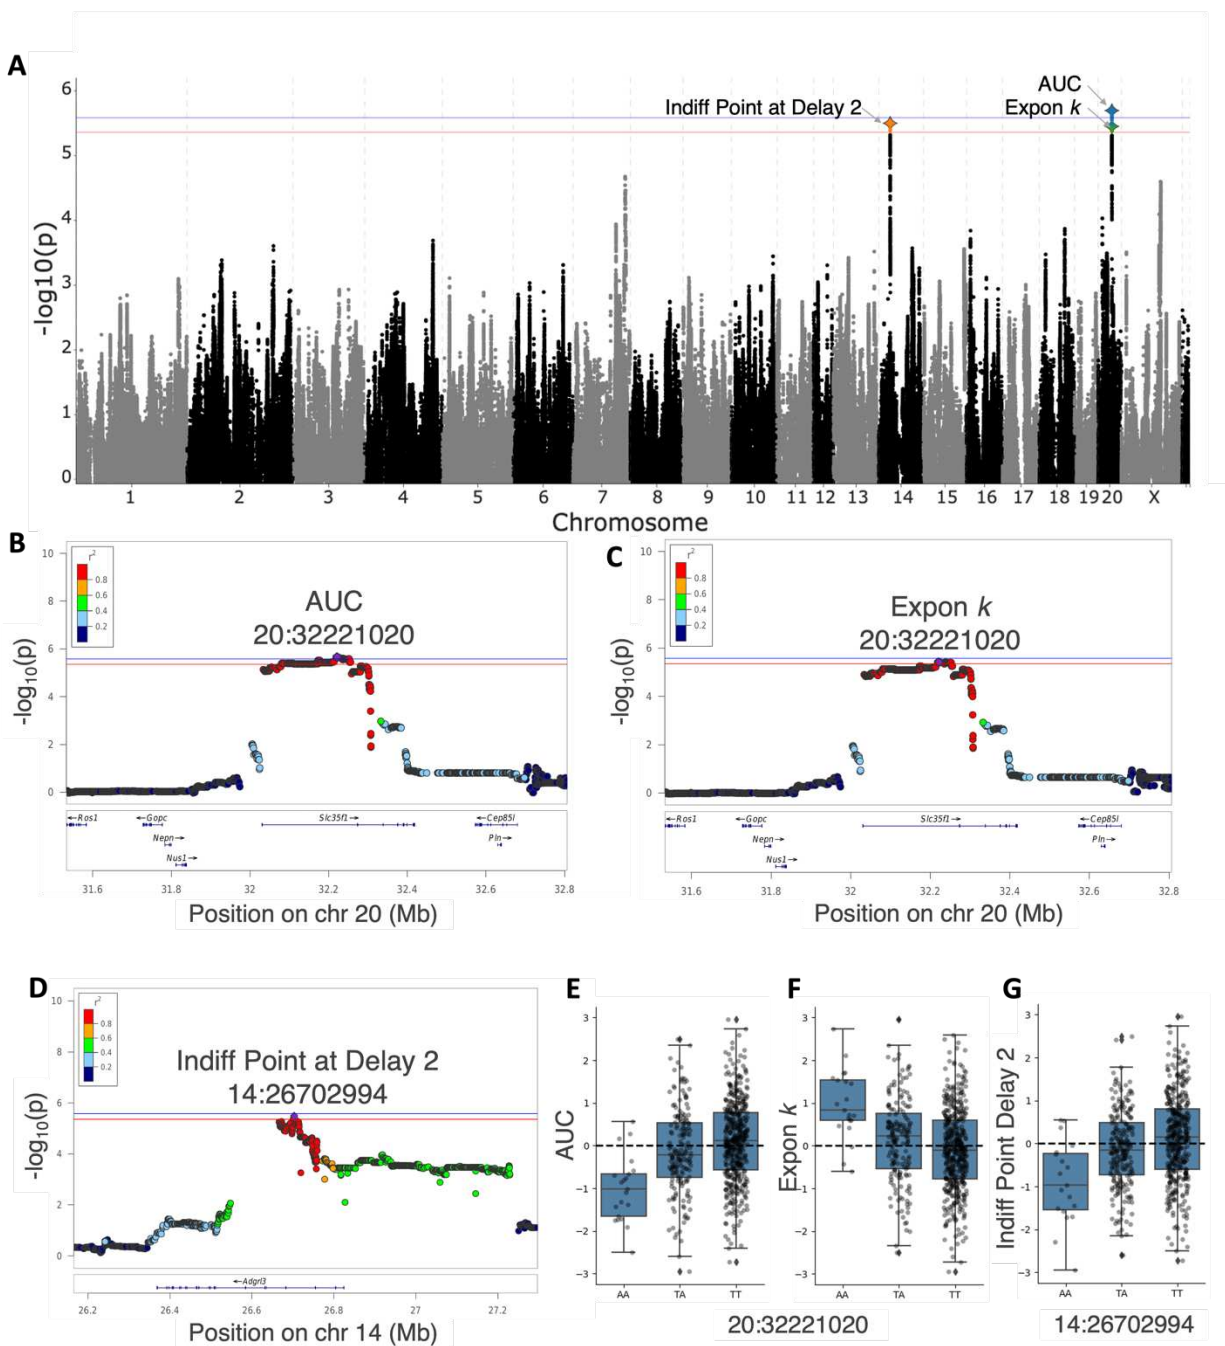 A
AUC
Indiff Point at Delay 2
Expon k
-log10(p)
6
5
4
3
2
1
0
1 2 3 4 5 6 7 8 9 10 11 12 13 14 15 16 17 18 19 20 X
Chromosome
B
r²
0.8
0.6
0.4
0.2
AUC
20:32221020
-log₁₀(p)
10
8
6
4
2
0
←Ros1 ←Gopc Slc35f1→ ←Cep85l
Nepn→ Pln→
Nus1→
31.6 31.8 32 32.2 32.4 32.6 32.8
Position on chr 20 (Mb)
C
r²
0.8
0.6
0.4
0.2
Expon k
20:32221020
-log₁₀(p)
10
8
6
4
2
0
←Ros1 ←Gopc Slc35f1→ ←Cep85l
Nepn→ Pln→
Nus1→
31.6 31.8 32 32.2 32.4 32.6 32.8
Position on chr 20 (Mb)
D
r²
0.8
0.6
0.4
0.2
Indiff Point at Delay 2
14:26702994
-log₁₀(p)
10
8
6
4
2
0
←Adgrl3
26.2 26.4 26.6 26.8 27 27.2
Position on chr 14 (Mb)
E
AUC
3
2
1
0
−1
−2
−3
AA TA TT
F
Expon k
3
2
1
0
−1
−2
−3
AA TA TT
20:32221020
G
Indiff Point Delay 2
3
2
1
0
−1
−2
−3
AA TA TT
14:26702994